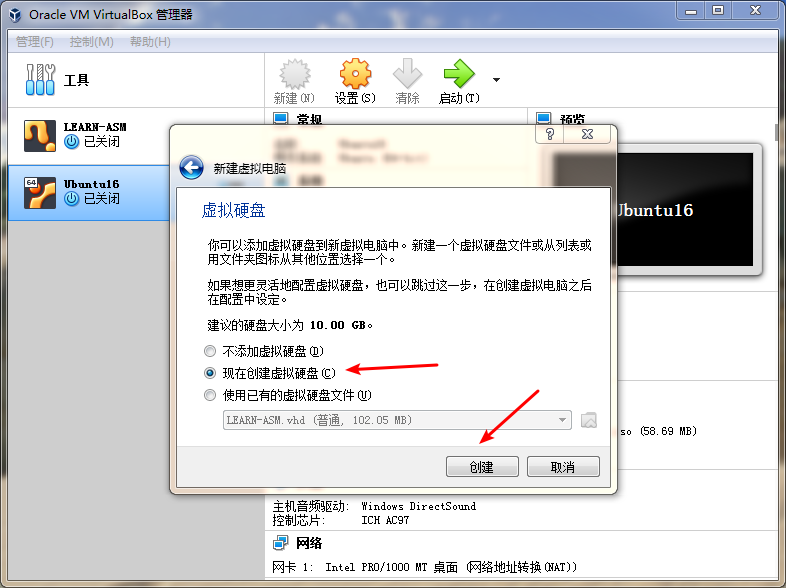 Oracle VM VirtualBox 管理器
管理(F) 控制(M) 帮助(H)
工具
新建(N) 设置(S) 清除 启动(T)
LEARN-ASM
已关闭
64
Ubuntu16
已关闭
常规
预览
Ubuntu16
新建虚拟电脑
虚拟硬盘
你可以添加虚拟硬盘到新虚拟电脑中。新建一个虚拟硬盘文件或从列表或
用文件夹图标从其他位置选择一个。
如果想更灵活地配置虚拟硬盘，也可以跳过这一步，在创建虚拟电脑之后
在配置中设定。
建议的硬盘大小为 10.00 GB。
不添加虚拟硬盘(D)
现在创建虚拟硬盘(C)
使用已有的虚拟硬盘文件(U)
LEARN-ASM.vhd (普通, 102.05 MB)
创建 取消
so (58.69 MB)
主机音频驱动: Windows DirectSound
控制芯片: ICH AC97
网络
网卡 1: Intel PRO/1000 MT 桌面 (网络地址转换(NAT))